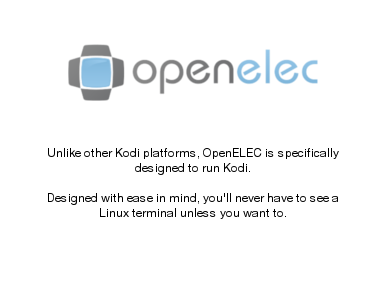 openelec
Unlike other Kodi platforms, OpenELEC is specifically
designed to run Kodi.
Designed with ease in mind, you'll never have to see a
Linux terminal unless you want to.